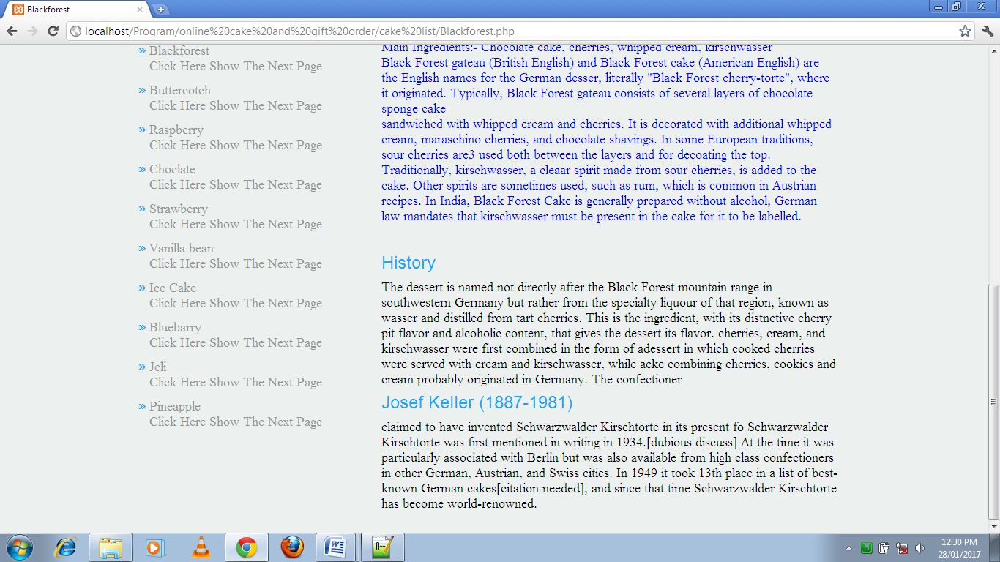 Blackforest
localhost/Program/online%20cake%20and%20gift%20order/cake%20list/Blackforest.php
» Blackforest
Click Here Show The Next Page
» Buttercotch
Click Here Show The Next Page
» Raspberry
Click Here Show The Next Page
» Choclate
Click Here Show The Next Page
» Strawberry
Click Here Show The Next Page
» Vanilla bean
Click Here Show The Next Page
» Ice Cake
Click Here Show The Next Page
» Bluebarry
Click Here Show The Next Page
» Jeli
Click Here Show The Next Page
» Pineapple
Click Here Show The Next Page
Main Ingredients:- Chocolate cake, cherries, whipped cream, kirschwasser
Black Forest gateau (British English) and Black Forest cake (American English) are
the English names for the German desser, literally "Black Forest cherry-torte", where
it originated. Typically, Black Forest gateau consists of several layers of chocolate
sponge cake
sandwiched with whipped cream and cherries. It is decorated with additional whipped
cream, maraschino cherries, and chocolate shavings. In some European traditions,
sour cherries are3 used both between the layers and for decoating the top.
Traditionally, kirschwasser, a cleaar spirit made from sour cherries, is added to the
cake. Other spirits are sometimes used, such as rum, which is common in Austrian
recipes. In India, Black Forest Cake is generally prepared without alcohol, German
law mandates that kirschwasser must be present in the cake for it to be labelled.
History
The dessert is named not directly after the Black Forest mountain range in
southwestern Germany but rather from the specialty liquour of that region, known as
wasser and distilled from tart cherries. This is the ingredient, with its distnctive cherry
pit flavor and alcoholic content, that gives the dessert its flavor. cherries, cream, and
kirschwasser were first combined in the form of adessert in which cooked cherries
were served with cream and kirschwasser, while acke combining cherries, cookies and
cream probably originated in Germany. The confectioner
Josef Keller (1887-1981)
claimed to have invented Schwarzwalder Kirschtorte in its present fo Schwarzwalder
Kirschtorte was first mentioned in writing in 1934.[dubious discuss] At the time it was
particularly associated with Berlin but was also available from high class confectioners
in other German, Austrian, and Swiss cities. In 1949 it took 13th place in a list of best-
known German cakes[citation needed], and since that time Schwarzwalder Kirschtorte
has become world-renowned.
12:30 PM
28/01/2017